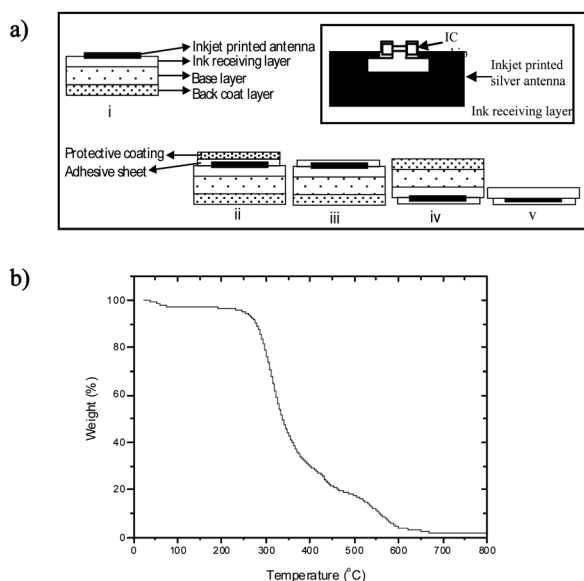 a)
Inkjet printed antenna
Ink receiving layer
Base layer
Back coat layer
i
IC
Inkjet printed
silver antenna
Ink receiving layer
Protective coating
Adhesive sheet
ii
iii
iv
v
b)
Weight (%)
100
80
60
40
20
0
0
100
200
300
400
500
600
700
800
Temperature (°C)